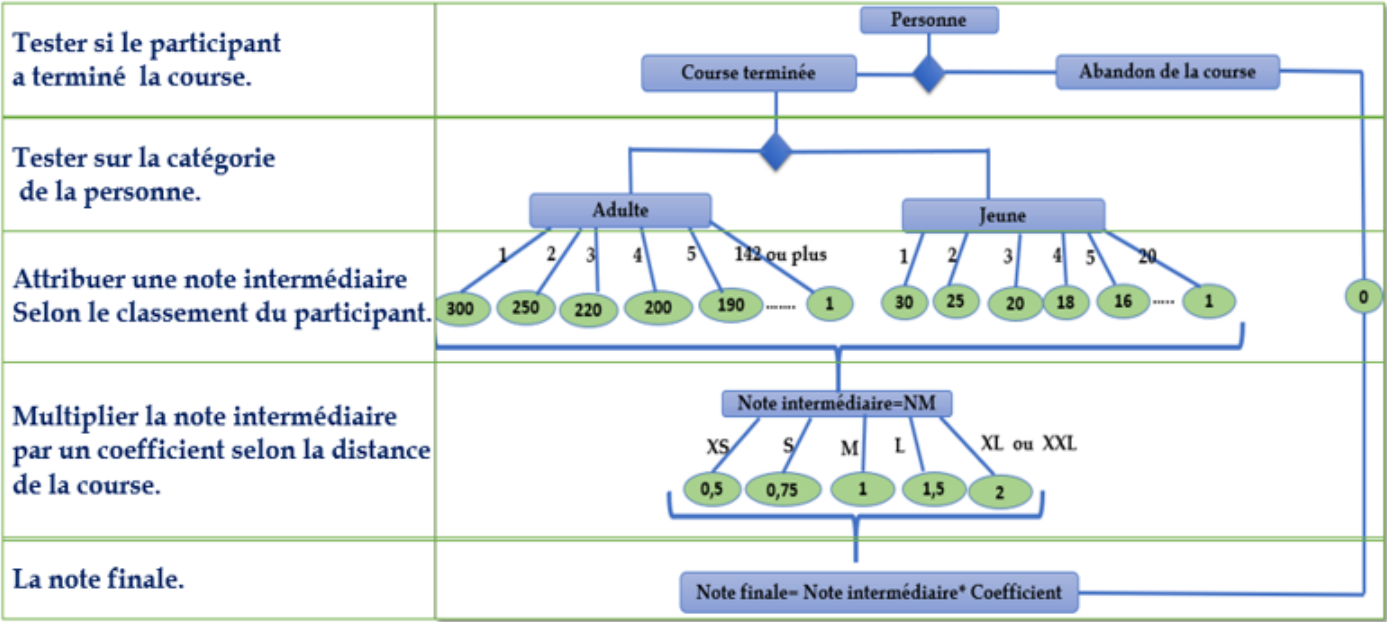 Personne
Tester si le participant
a terminé la course.
Course terminée
Abandon de la course
Tester sur la catégorie
de la personne.
Adulte
Jeune
1 2 3 4 5 142 ou plus
1 2 3 4 5 20
Attribuer une note intermédiaire
Selon le classement du participant.
300 250 220 200 190 ....... 1
30 25 20 18 16 ..... 1
0
Note intermédiaire=NM
Multiplier la note intermédiaire
par un coefficient selon la distance
de la course.
XS S M L XL ou XXL
0,5 0,75 1 1,5 2
La note finale.
Note finale= Note intermédiaire* Coefficient